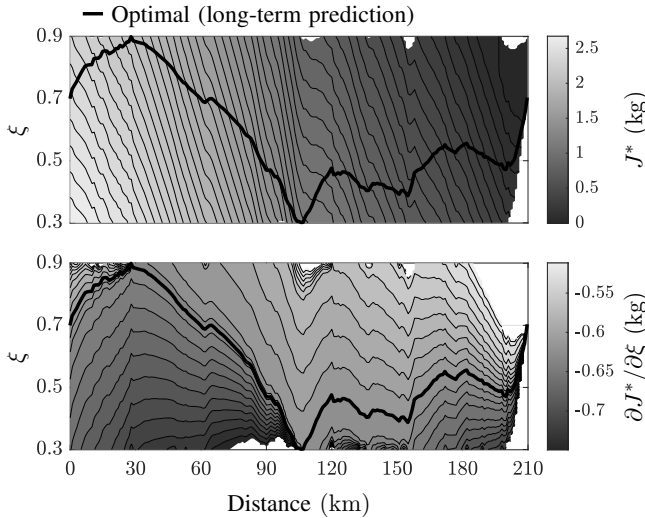 Optimal (long-term prediction)
0.9
0.7
0.5
0.3
ξ
2.5
2
1.5
1
0.5
0
J* (kg)
0.9
0.7
0.5
0.3
ξ
-0.55
-0.6
-0.65
-0.7
∂J*/∂ξ (kg)
0 30 60 90 120 150 180 210
Distance (km)